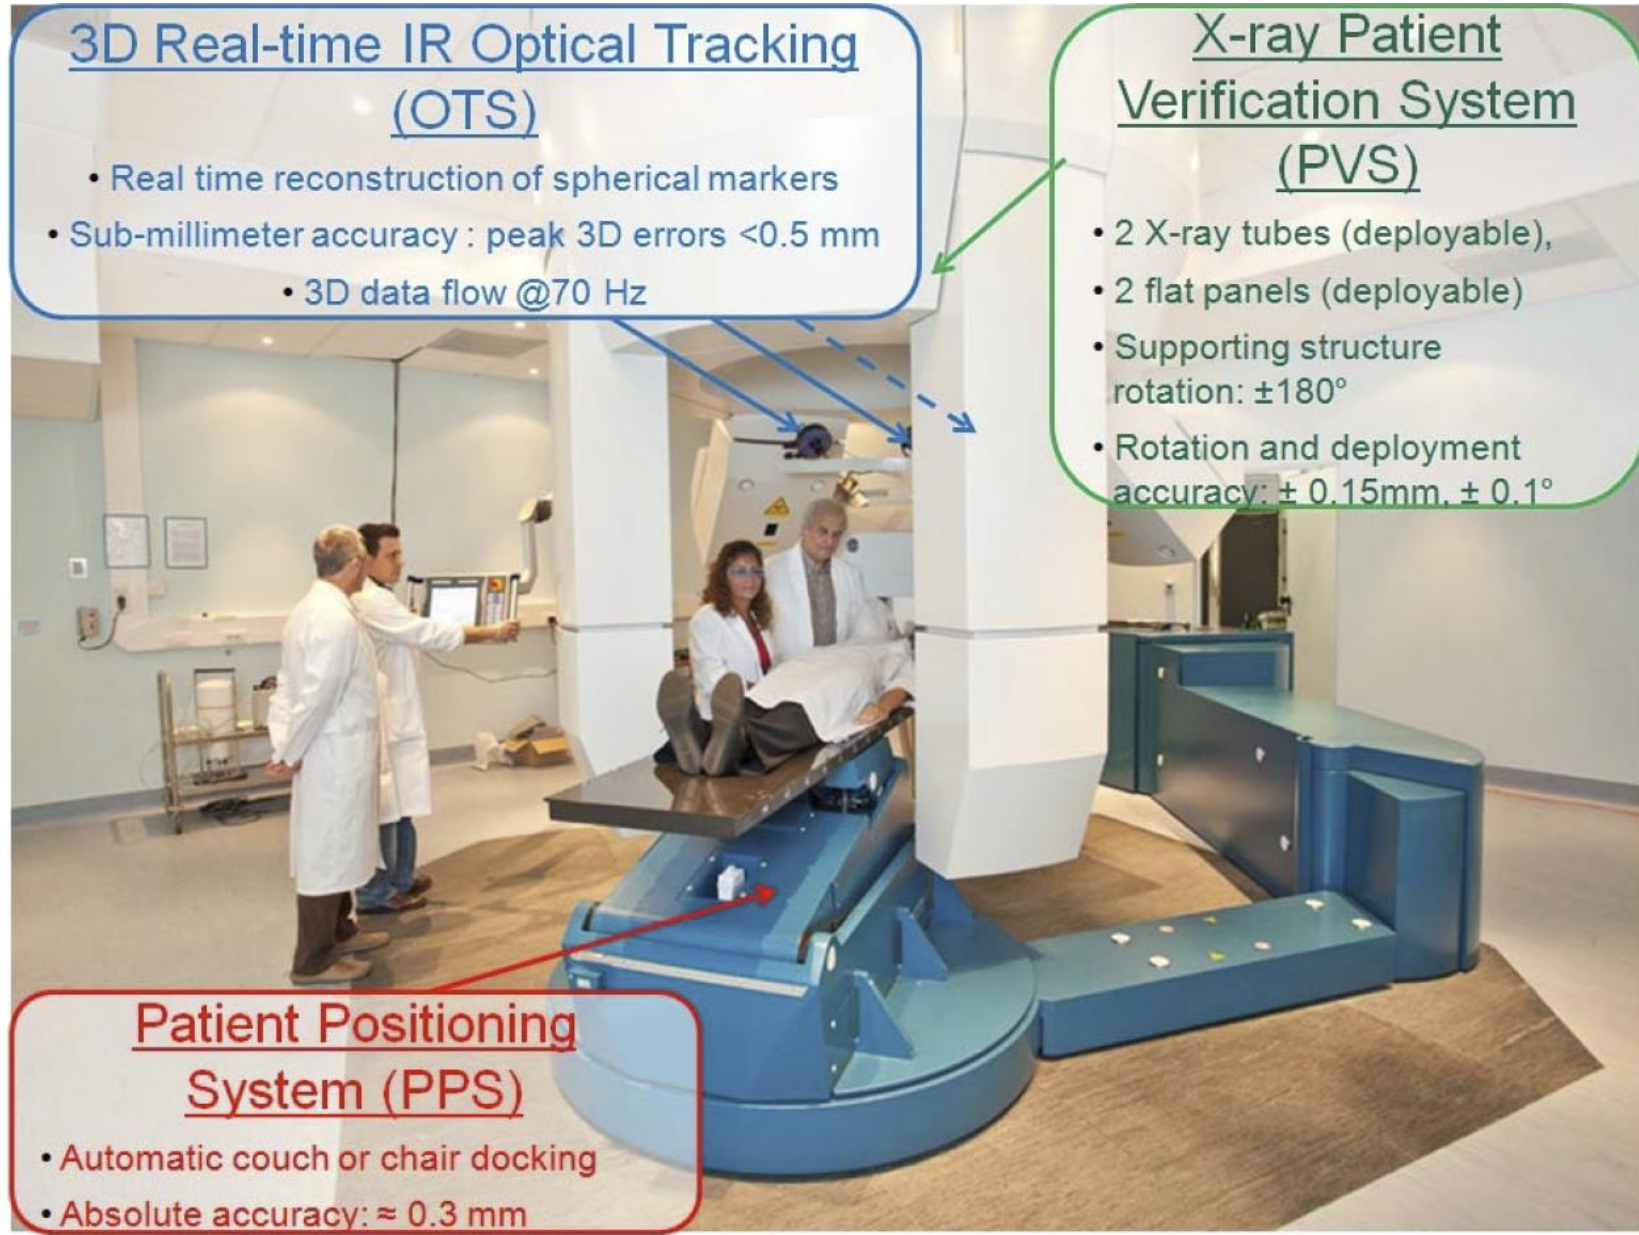 3D Real-time IR Optical Tracking
(OTS)
• Real time reconstruction of spherical markers
• Sub-millimeter accuracy : peak 3D errors <0.5 mm
• 3D data flow @70 Hz
X-ray Patient
Verification System
(PVS)
• 2 X-ray tubes (deployable),
• 2 flat panels (deployable)
• Supporting structure
rotation: ±180°
• Rotation and deployment
accuracy: ± 0.15mm, ± 0.1°
Patient Positioning
System (PPS)
• Automatic couch or chair docking
• Absolute accuracy: ≈ 0.3 mm